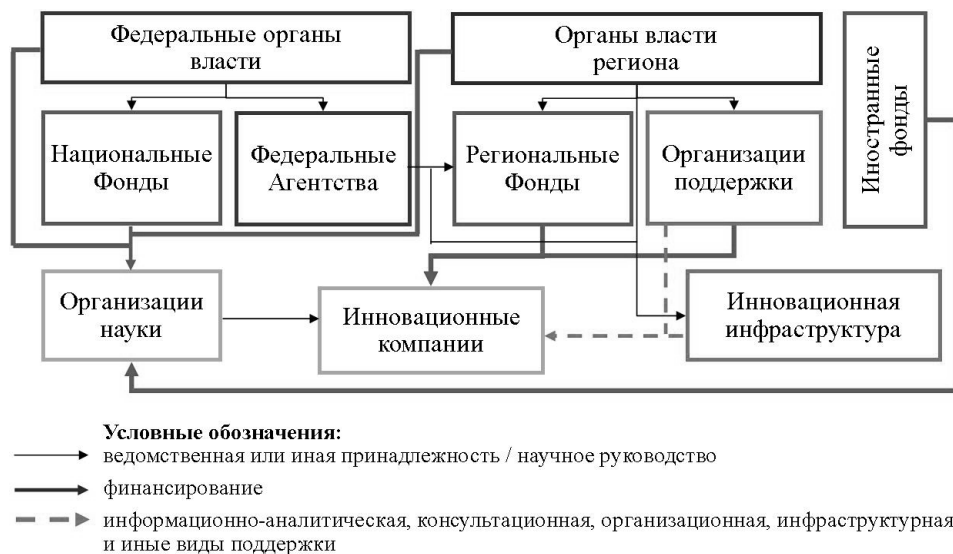 Федеральные органы
власти
Органы власти
региона
Иностранные
фонды
Национальные
Фонды
Федеральные
Агентства
Региональные
Фонды
Организации
поддержки
Организации
науки
Инновационные
компании
Инновационная
инфраструктура
Условные обозначения:
ведомственная или иная принадлежность / научное руководство
финансирование
информационно-аналитическая, консультационная, организационная, инфраструктурная
и иные виды поддержки